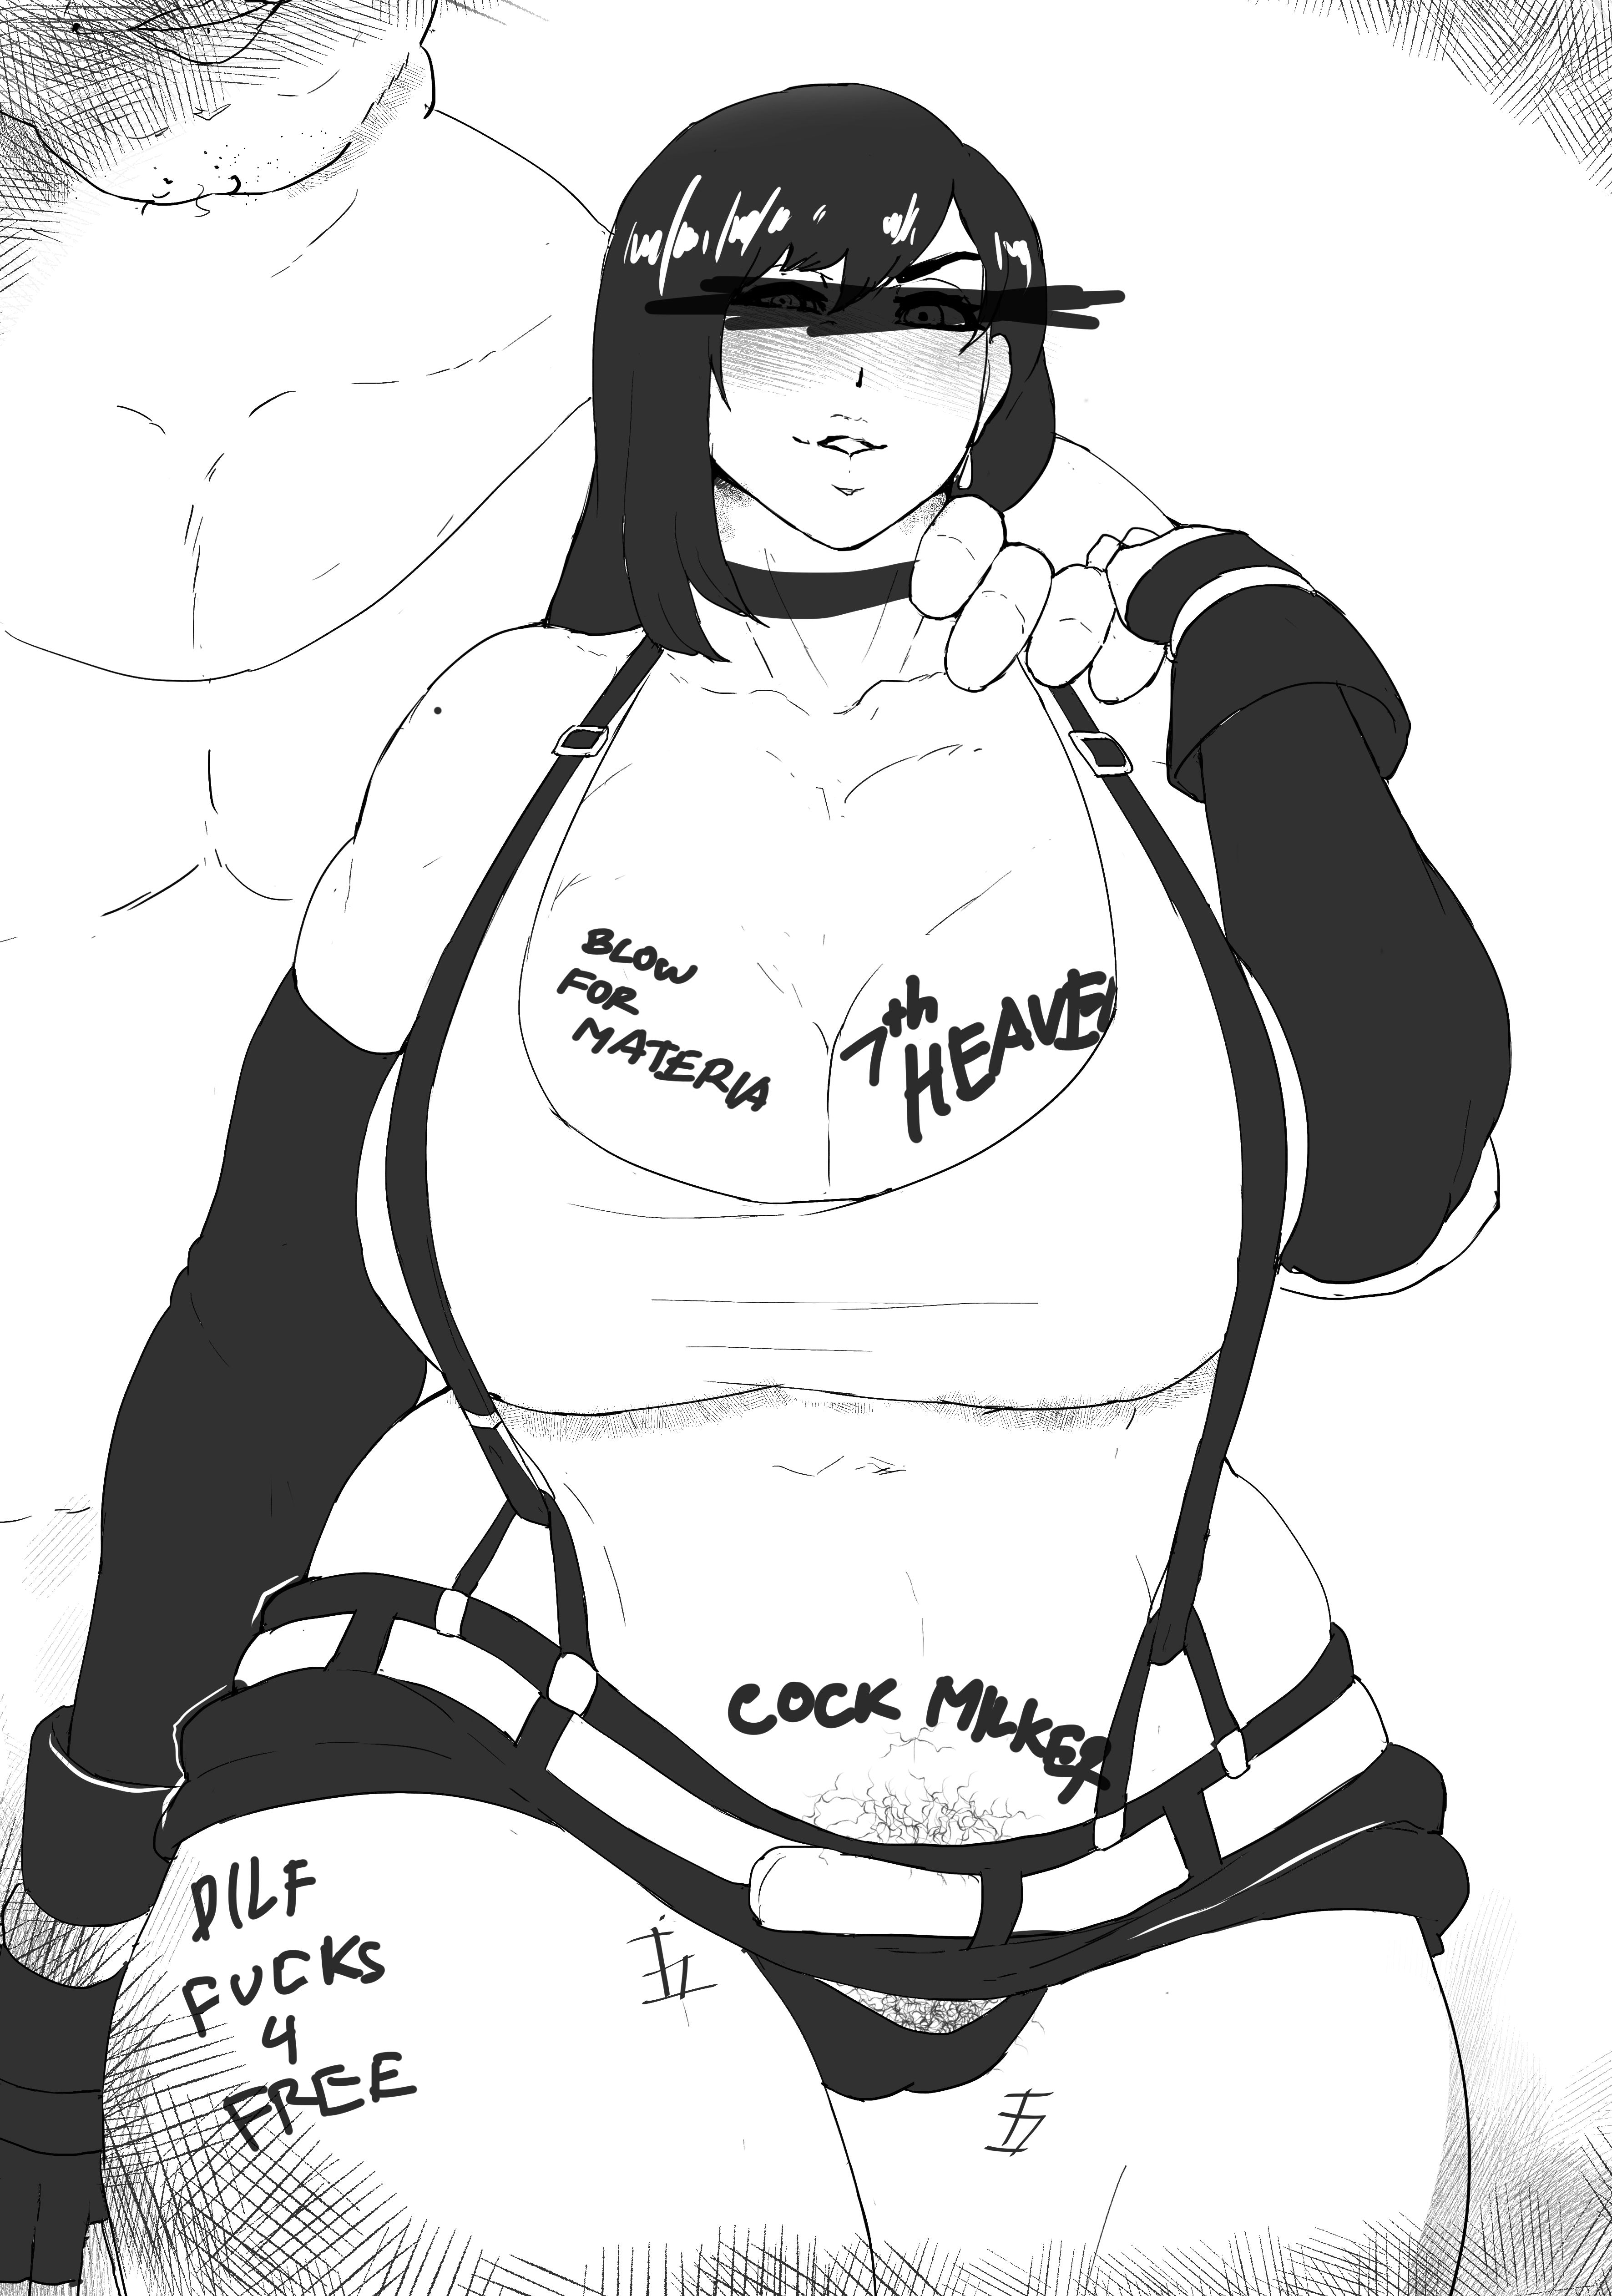 BLOW
FOR
MATERIA
7th
HEAVEN
COCK MILKER
DILF
FUCKS
4
FREE